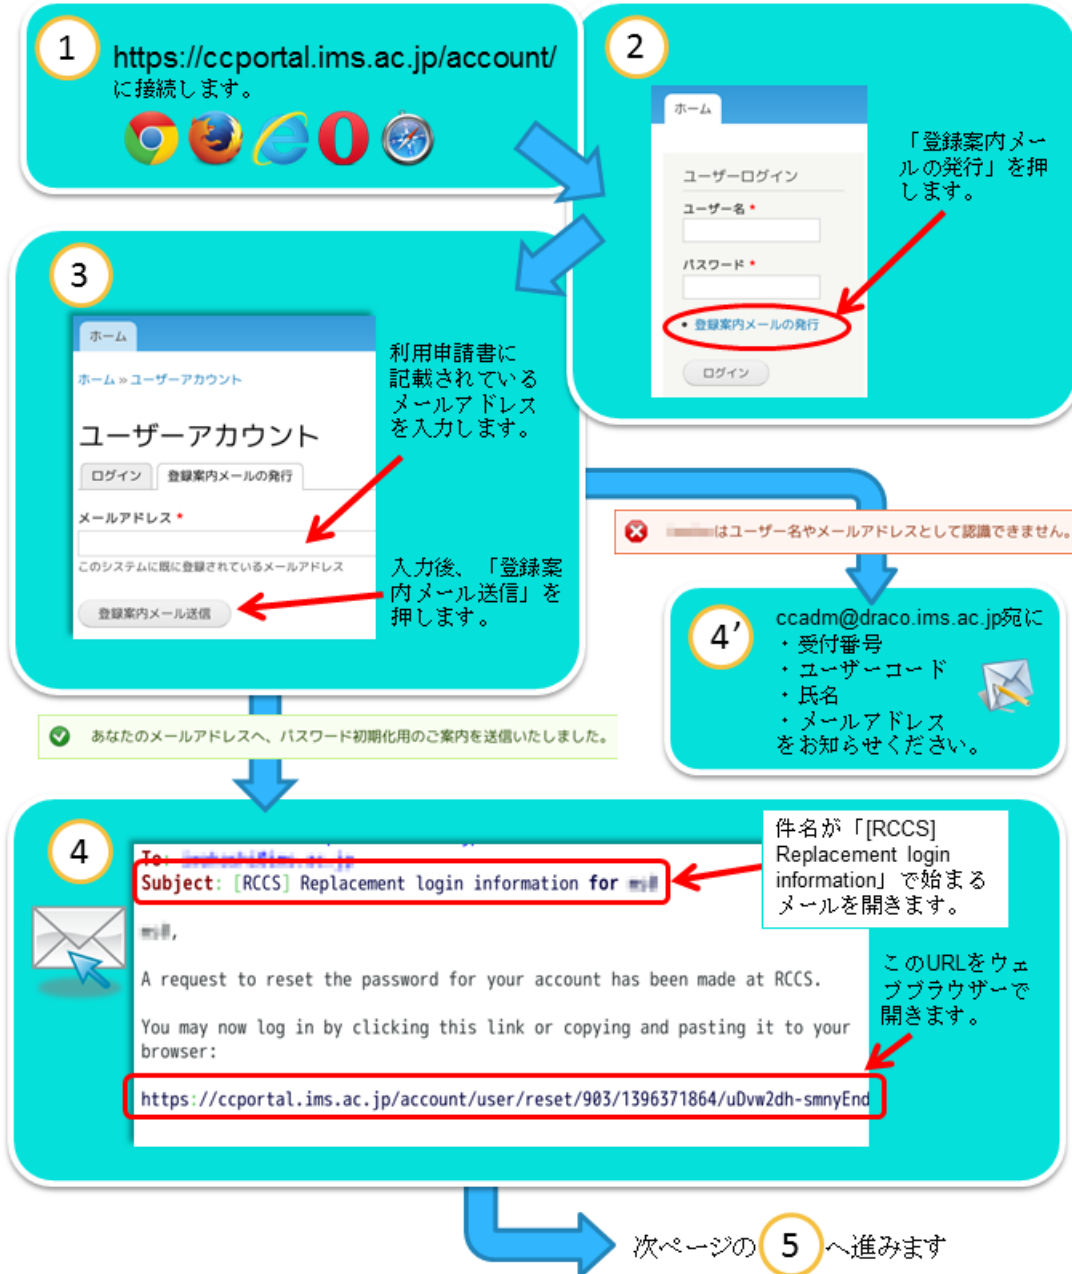 1
https://ccportal.ims.ac.jp/account/
に接続します。
2
ホーム
ユーザーログイン
ユーザー名 *
パスワード *
登録案内メールの発行
ログイン
「登録案内メー
ルの発行」を押
します。
3
ホーム
ホーム » ユーザーアカウント
ユーザーアカウント
ログイン
登録案内メールの発行
メールアドレス *
このシステムに既に登録されているメールアドレス
登録案内メール送信
利用申請書に
記載されている
メールアドレス
を入力します。
入力後、「登録案
内メール送信」を
押します。
はユーザー名やメールアドレスとして認識できません。
4’
ccadm@draco.ims.ac.jp宛に
・受付番号
・ユーザーコード
・氏名
・メールアドレス
をお知らせください。
あなたのメールアドレスへ、パスワード初期化用のご案内を送信いたしました。
4
To:
Subject: [RCCS] Replacement login information for
A request to reset the password for your account has been made at RCCS.
You may now log in by clicking this link or copying and pasting it to your
browser:
https://ccportal.ims.ac.jp/account/user/reset/903/1396371864/uDvw2dh-smnyEnd
件名が「[RCCS]
Replacement login
information」で始まる
メールを開きます。
このURLをウェ
ブブラウザーで
開きます。
次ページの 5 へ進みます